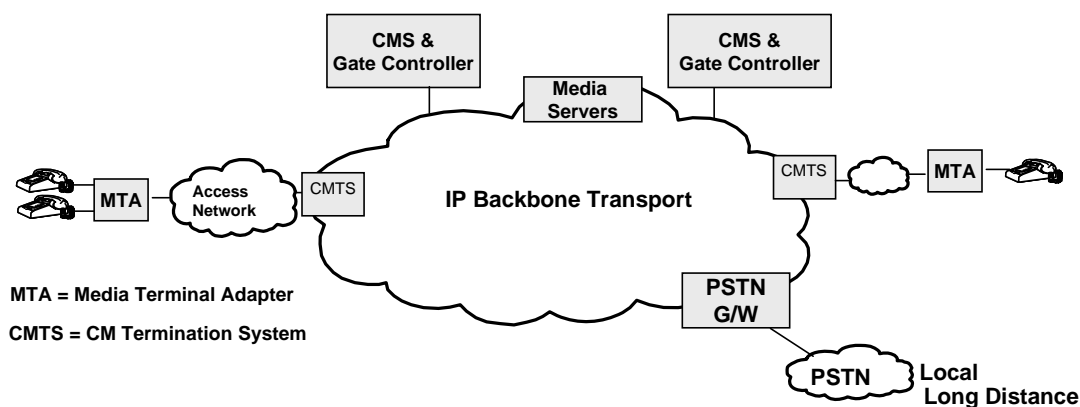 CMS &
Gate Controller
CMS &
Gate Controller
Media
Servers
MTA
Access
Network
CMTS
IP Backbone Transport
CMTS
MTA
MTA = Media Terminal Adapter
CMTS = CM Termination System
PSTN
G/W
PSTN
Local
Long Distance